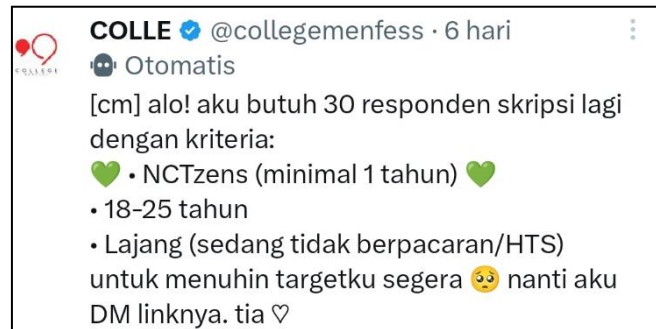 COLLE @collegemenfess · 6 hari
Otomatis
[cm] alo! aku butuh 30 responden skripsi lagi
dengan kriteria:
💚 • NCTzens (minimal 1 tahun) 💚
• 18-25 tahun
• Lajang (sedang tidak berpacaran/HTS)
untuk menuhin targetku segera 🥺 nanti aku
DM linknya. tia ♡
COLLEGE